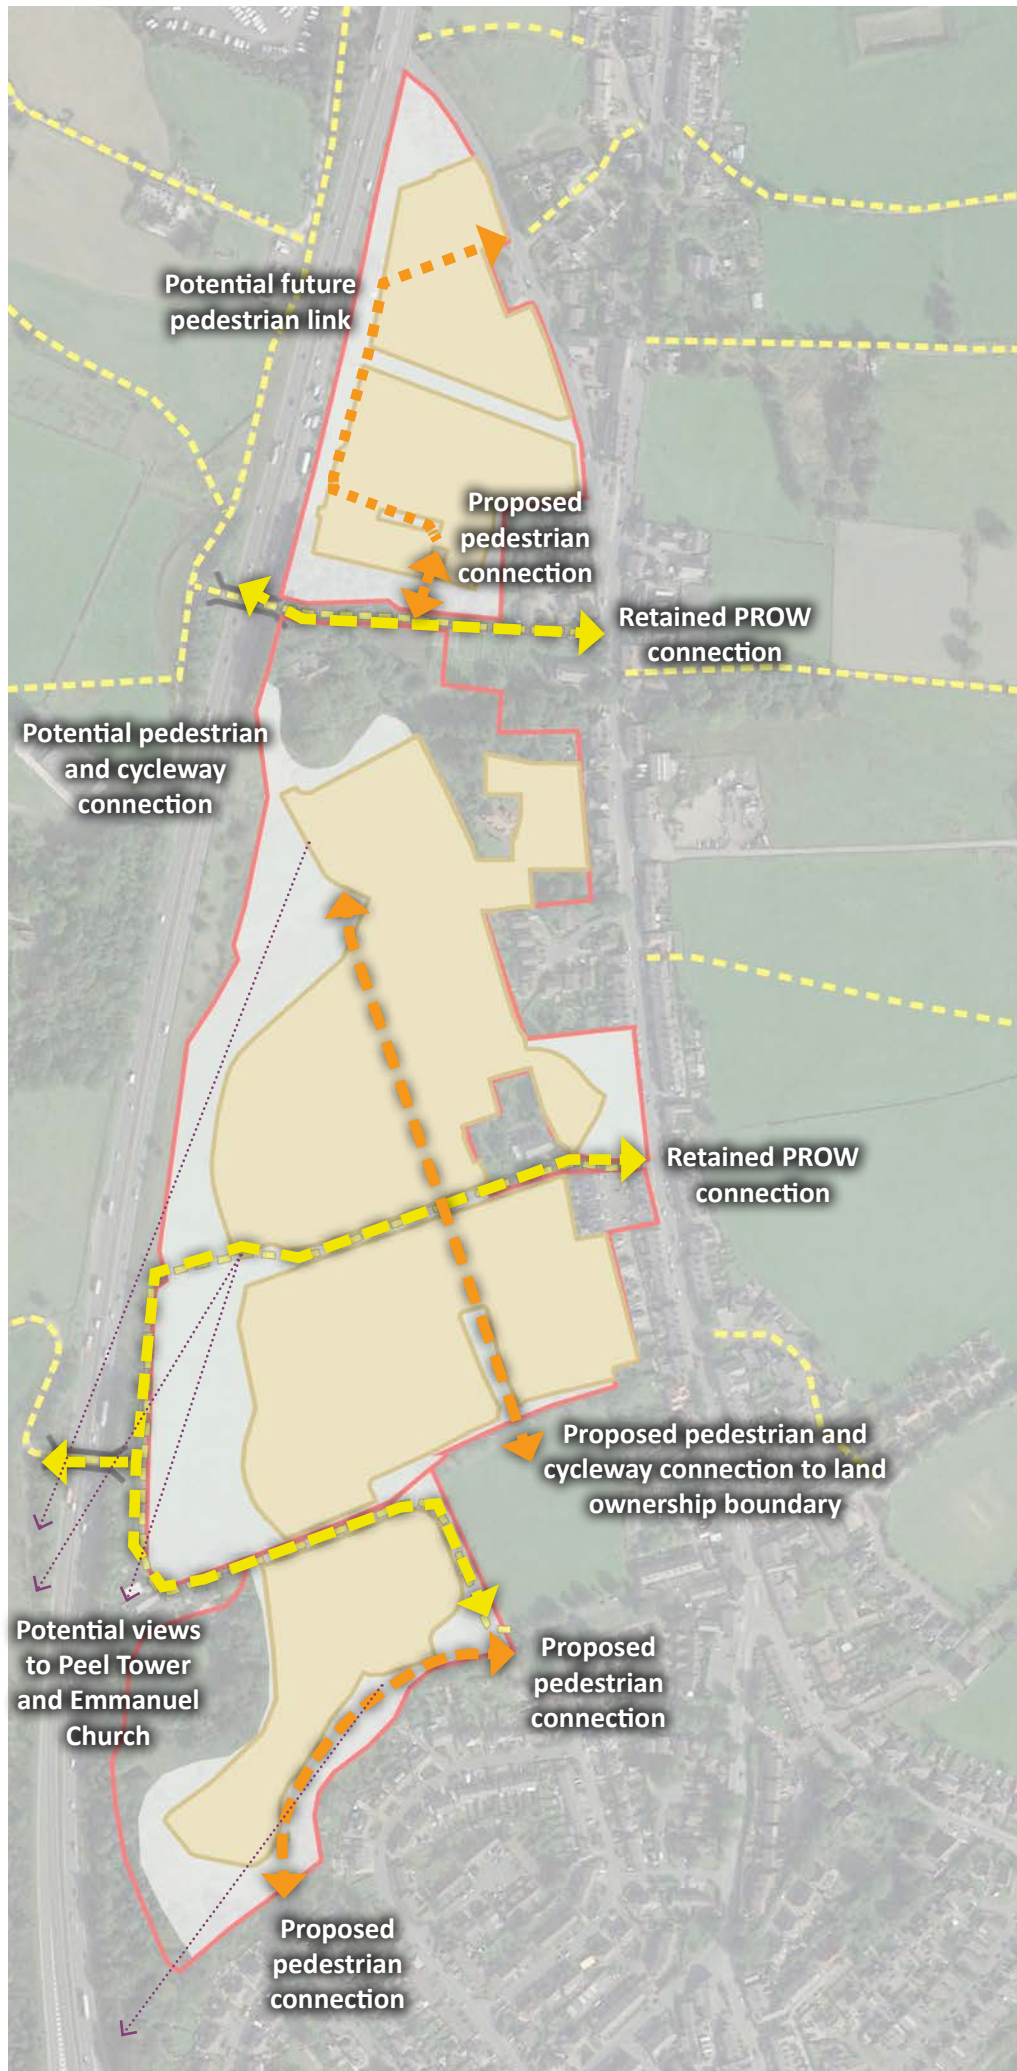 Potential future
pedestrian link
Proposed
pedestrian
connection
Retained PROW
connection
Potential pedestrian
and cycleway
connection
Retained PROW
connection
Proposed pedestrian and
cycleway connection to land
ownership boundary
Potential views
to Peel Tower
and Emmanuel
Church
Proposed
pedestrian
connection
Proposed
pedestrian
connection